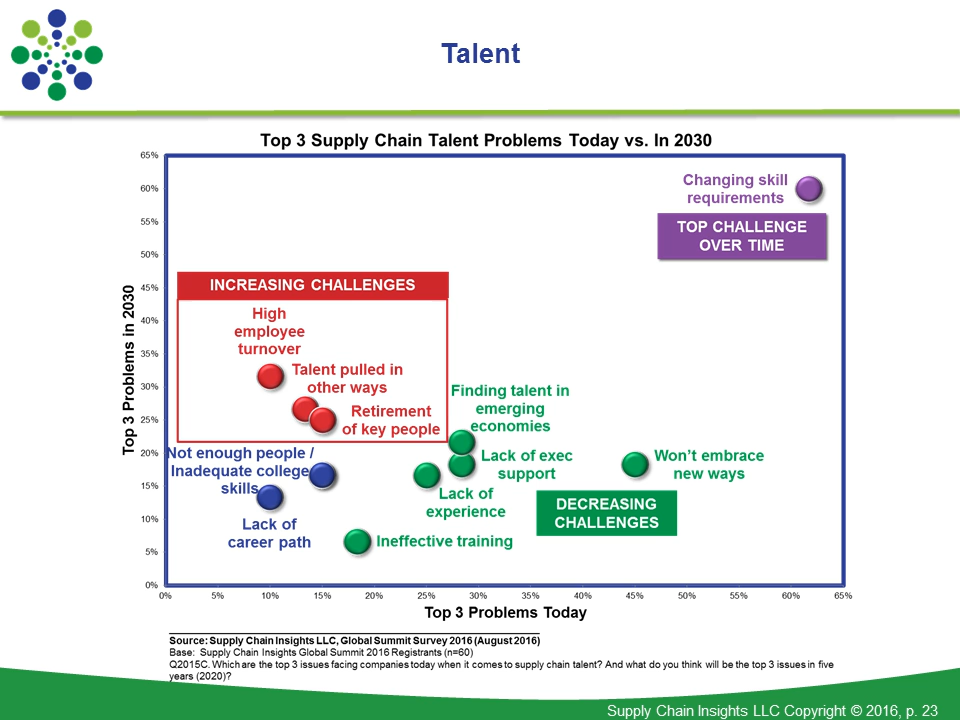 Talent
Top 3 Supply Chain Talent Problems Today vs. In 2030
65%
60%
55%
50%
45%
40%
35%
30%
25%
20%
15%
10%
5%
0%
Top 3 Problems in 2030
Changing skill
requirements
TOP CHALLENGE
OVER TIME
INCREASING CHALLENGES
High
employee
turnover
Talent pulled in
other ways
Retirement
of key people
Finding talent in
emerging
economies
Not enough people /
Inadequate college
skills
Lack of exec
support
Won't embrace
new ways
Lack of
experience
DECREASING
CHALLENGES
Lack of
career path
Ineffective training
0%
5%
10%
15%
20%
25%
30%
35%
40%
45%
50%
55%
60%
65%
Top 3 Problems Today
Source: Supply Chain Insights LLC, Global Summit Survey 2016 (August 2016)
Base: Supply Chain Insights Global Summit 2016 Registrants (n=60)
Q2015C. Which are the top 3 issues facing companies today when it comes to supply chain talent? And what do you think will be the top 3 issues in five
years (2020)?
Supply Chain Insights LLC Copyright © 2016, p. 23